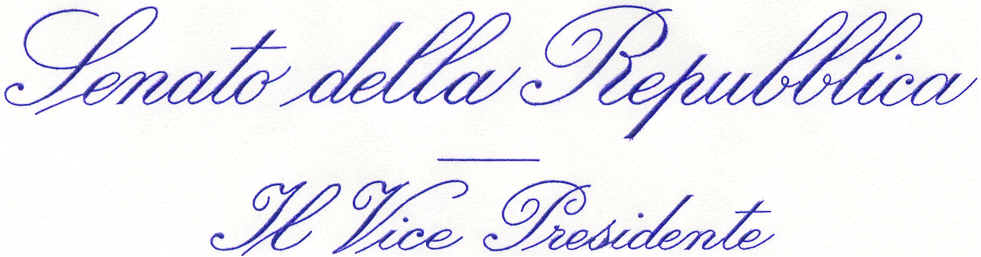 Senato della Repubblica
Il Vice Presidente